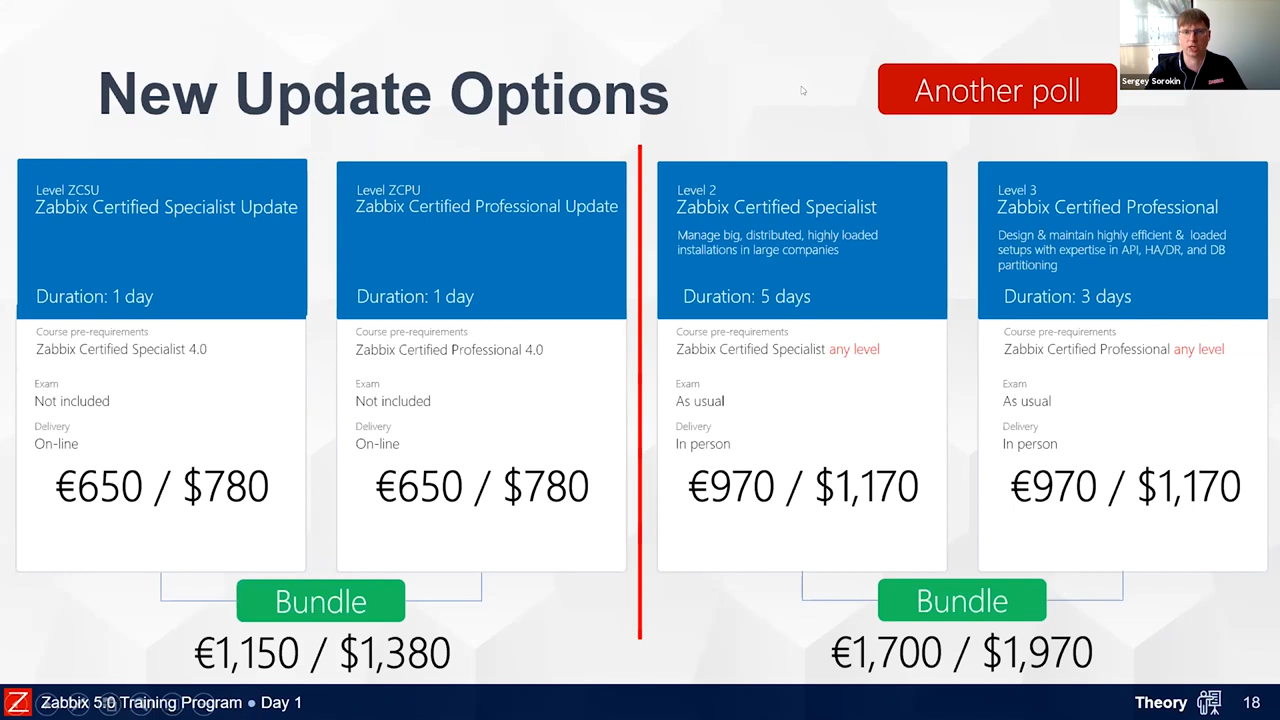 New Update Options
Another poll
Sergey Sorokin
Level ZCSU
Zabbix Certified Specialist Update
Duration: 1 day
Course pre-requirements
Zabbix Certified Specialist 4.0
Exam
Not included
Delivery
On-line
€650 / $780
Level ZCPU
Zabbix Certified Professional Update
Duration: 1 day
Course pre-requirements
Zabbix Certified Professional 4.0
Exam
Not included
Delivery
On-line
€650 / $780
Bundle
€1,150 / $1,380
Level 2
Zabbix Certified Specialist
Manage big, distributed, highly loaded
installations in large companies
Duration: 5 days
Course pre-requirements
Zabbix Certified Specialist any level
Exam
As usual
Delivery
In person
€970 / $1,170
Level 3
Zabbix Certified Professional
Design & maintain highly efficient & loaded
setups with expertise in API, HA/DR, and DB
partitioning
Duration: 3 days
Course pre-requirements
Zabbix Certified Professional any level
Exam
As usual
Delivery
In person
€970 / $1,170
Bundle
€1,700 / $1,970
Z
Zabbix 5.0 Training Program • Day 1
Theory
18